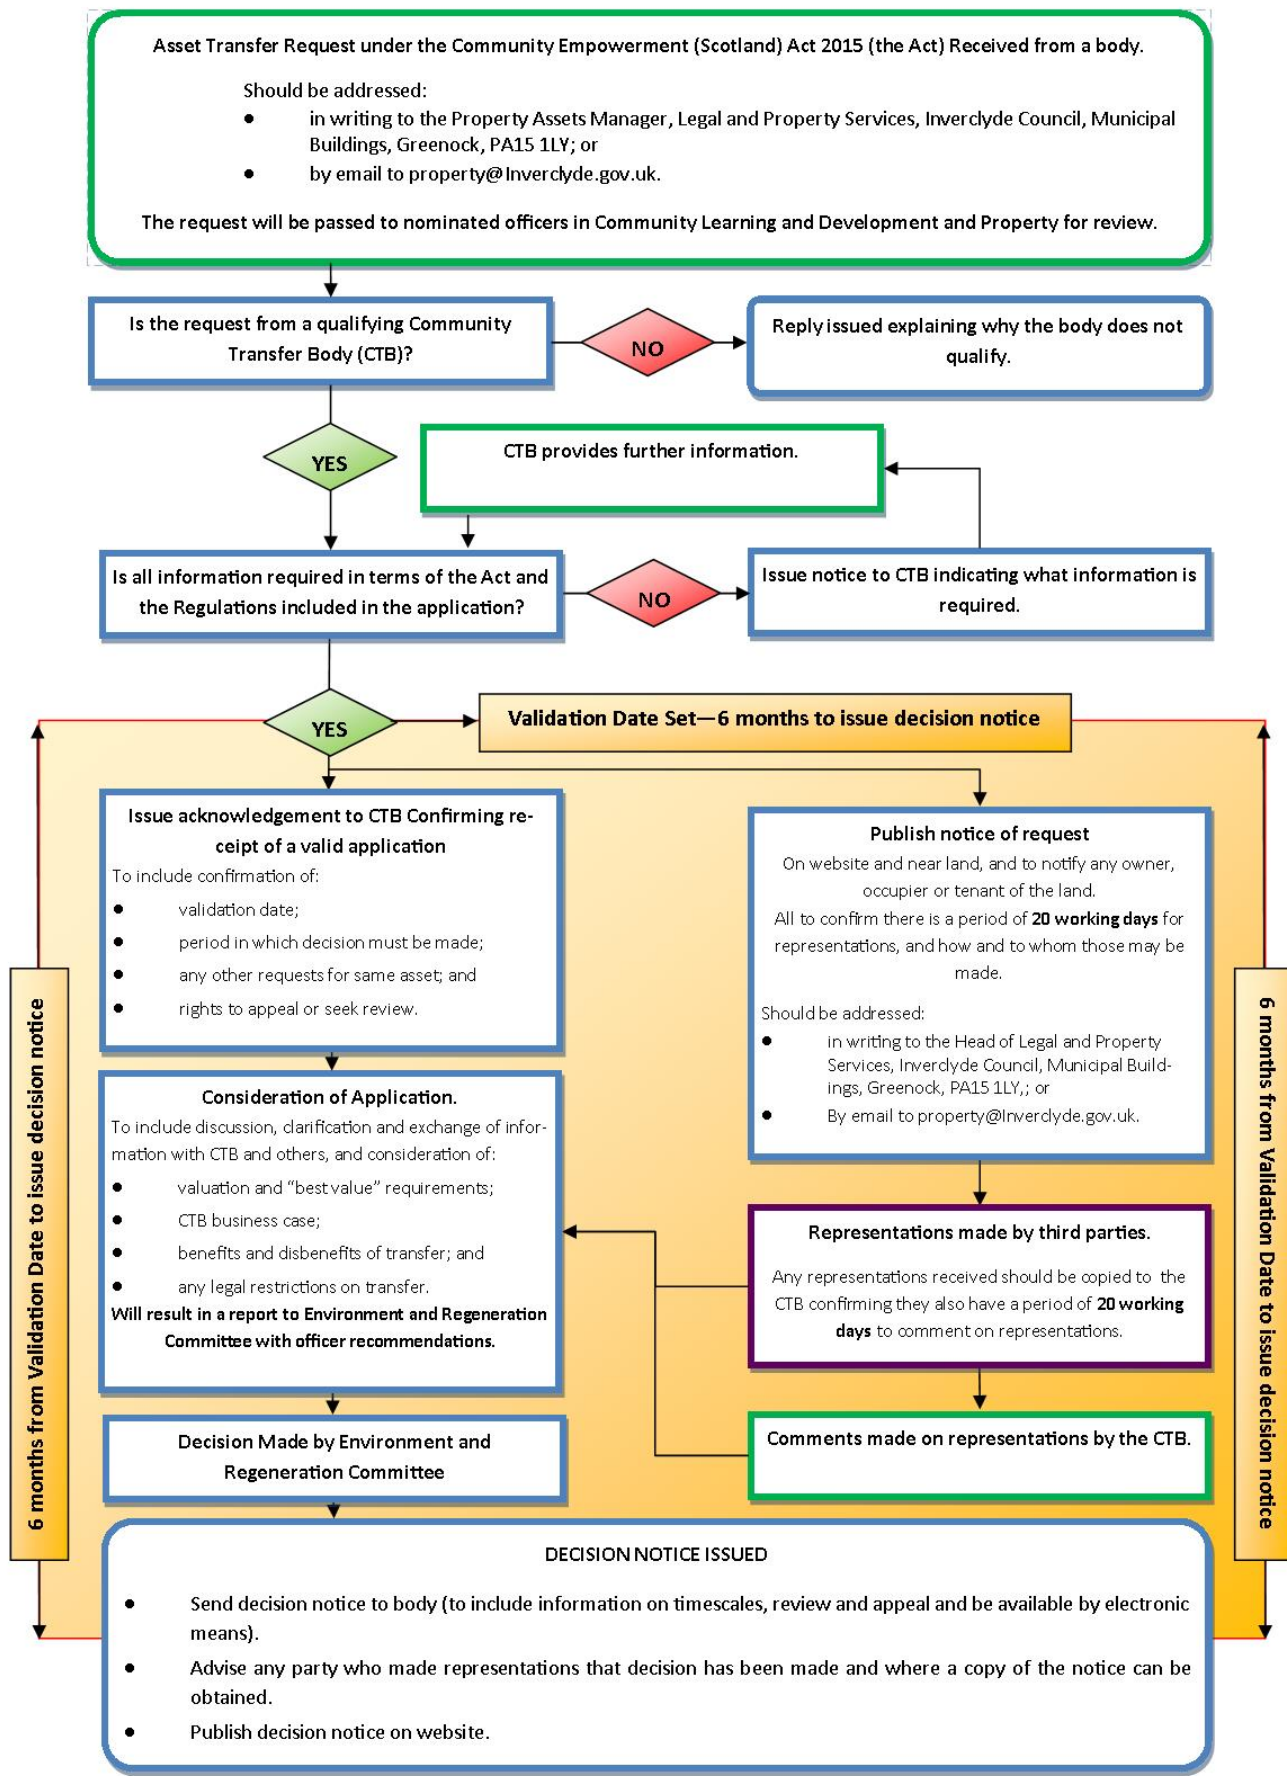 Asset Transfer Request under the Community Empowerment (Scotland) Act 2015 (the Act) Received from a body.
Should be addressed:
● in writing to the Property Assets Manager, Legal and Property Services, Inverclyde Council, Municipal
Buildings, Greenock, PA15 1LY; or
● by email to property@Inverclyde.gov.uk.
The request will be passed to nominated officers in Community Learning and Development and Property for review.
Is the request from a qualifying Community
Transfer Body (CTB)?
NO
Reply issued explaining why the body does not
qualify.
YES
CTB provides further information.
Is all information required in terms of the Act and
the Regulations included in the application?
NO
Issue notice to CTB indicating what information is
required.
YES
Validation Date Set—6 months to issue decision notice
Issue acknowledgement to CTB Confirming re-
ceipt of a valid application
To include confirmation of:
● validation date;
● period in which decision must be made;
● any other requests for same asset; and
● rights to appeal or seek review.
Publish notice of request
On website and near land, and to notify any owner,
occupier or tenant of the land.
All to confirm there is a period of 20 working days for
representations, and how and to whom those may be
made.
Should be addressed:
● in writing to the Head of Legal and Property
Services, Inverclyde Council, Municipal Build-
ings, Greenock, PA15 1LY,; or
● By email to property@Inverclyde.gov.uk.
6 months from Validation Date to issue decision notice
6 months from Validation Date to issue decision notice
Consideration of Application.
To include discussion, clarification and exchange of infor-
mation with CTB and others, and consideration of:
● valuation and “best value” requirements;
● CTB business case;
● benefits and disbenefits of transfer; and
● any legal restrictions on transfer.
Will result in a report to Environment and Regeneration
Committee with officer recommendations.
Representations made by third parties.
Any representations received should be copied to the
CTB confirming they also have a period of 20 working
days to comment on representations.
Decision Made by Environment and
Regeneration Committee
Comments made on representations by the CTB.
DECISION NOTICE ISSUED
● Send decision notice to body (to include information on timescales, review and appeal and be available by electronic
means).
● Advise any party who made representations that decision has been made and where a copy of the notice can be
obtained.
● Publish decision notice on website.